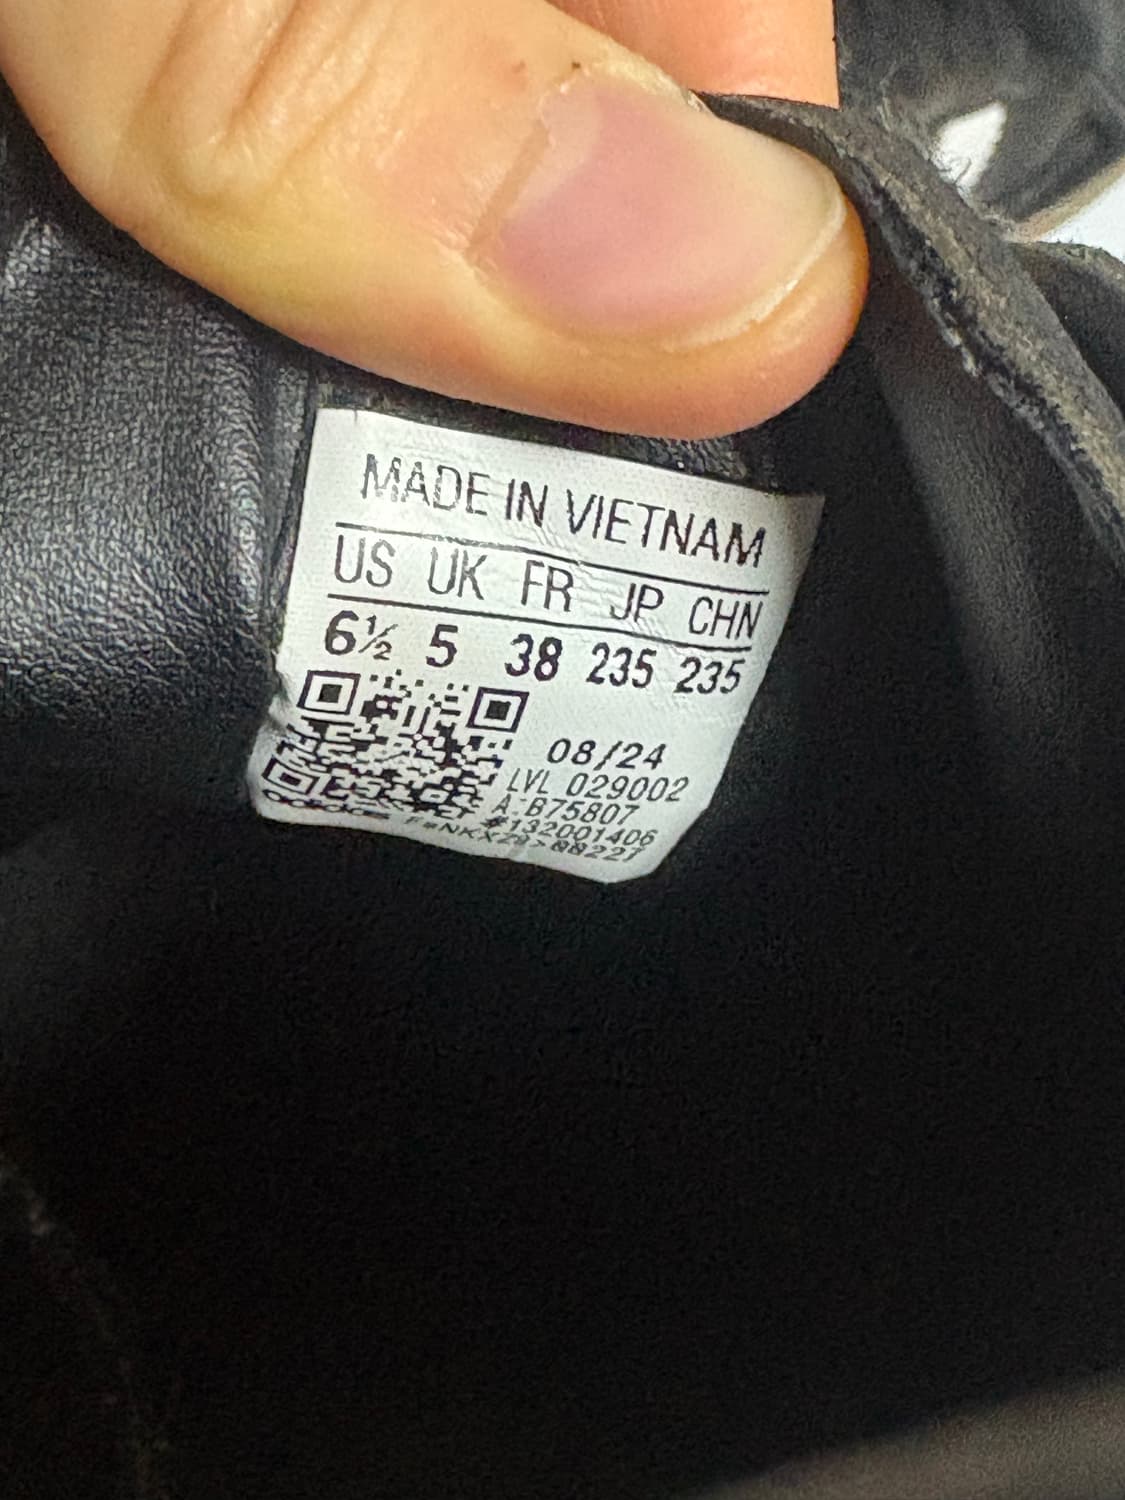 MADE IN VIETNAM
US UK FR JP CHN
6½ 5 38 235 235
08/24
LVL 029002
A:B75807
#132001406